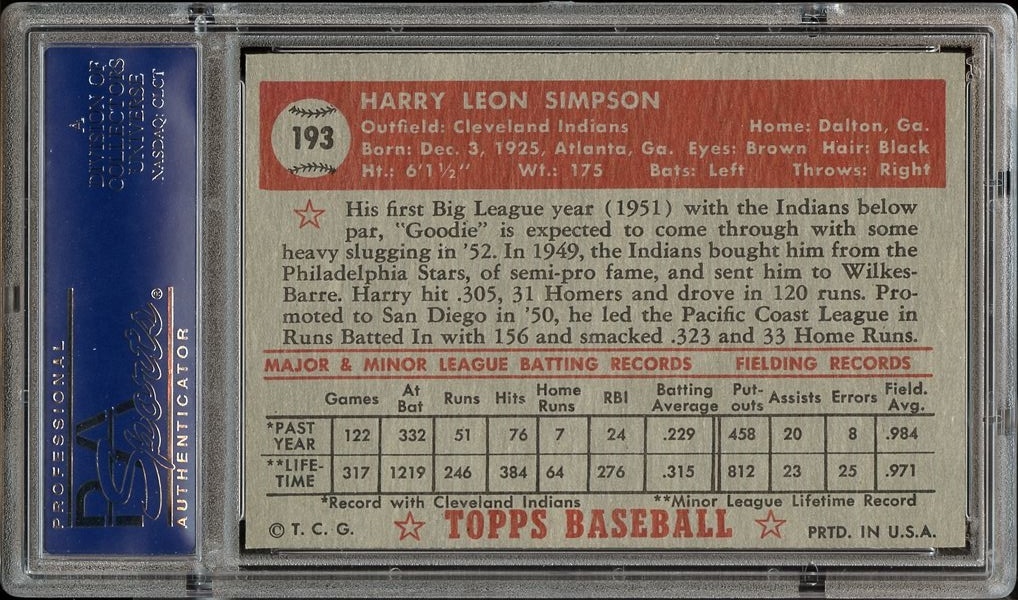 A
DIVISION OF
COLLECTORS
UNIVERSE
NASDAQ: CLCT
PROFESSIONAL
PSA
Sports®
AUTHENTICATOR
193
HARRY LEON SIMPSON
Outfield: Cleveland Indians Home: Dalton, Ga.
Born: Dec. 3, 1925, Atlanta, Ga. Eyes: Brown Hair: Black
Ht.: 6'1½" Wt.: 175 Bats: Left Throws: Right
His first Big League year (1951) with the Indians below
par, "Goodie" is expected to come through with some
heavy slugging in '52. In 1949, the Indians bought him from the
Philadelphia Stars, of semi-pro fame, and sent him to Wilkes-
Barre. Harry hit .305, 31 Homers and drove in 120 runs. Pro-
moted to San Diego in '50, he led the Pacific Coast League in
Runs Batted In with 156 and smacked .323 and 33 Home Runs.
MAJOR & MINOR LEAGUE BATTING RECORDS FIELDING RECORDS
Games At Bat Runs Hits Home Runs RBI Batting Average Put-outs Assists Errors Field. Avg.
*PAST YEAR 122 332 51 76 7 24 .229 458 20 8 .984
**LIFE-TIME 317 1219 246 384 64 276 .315 812 23 25 .971
*Record with Cleveland Indians **Minor League Lifetime Record
© T. C. G. TOPPS BASEBALL PRTD. IN U.S.A.